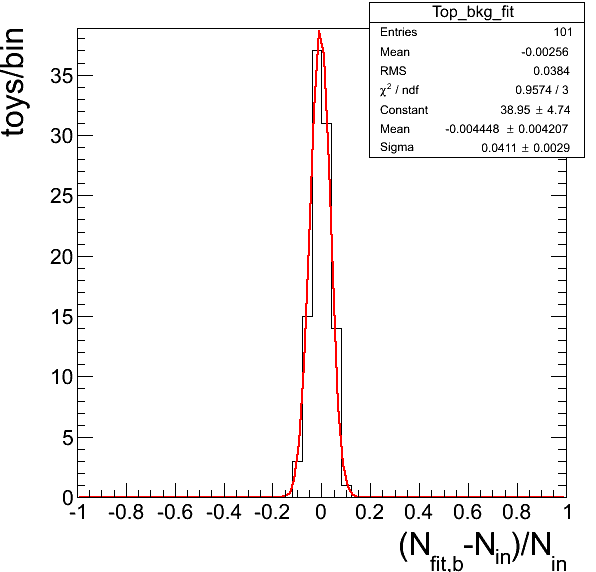 Top_bkg_fit
Entries 101
Mean -0.00256
RMS 0.0384
χ² / ndf 0.9574 / 3
Constant 38.95 ± 4.74
Mean -0.004448 ± 0.004207
Sigma 0.0411 ± 0.0029
toys/bin
35
30
25
20
15
10
5
0
-1 -0.8 -0.6 -0.4 -0.2 0 0.2 0.4 0.6 0.8 1
(N_fit,b-N_in)/N_in